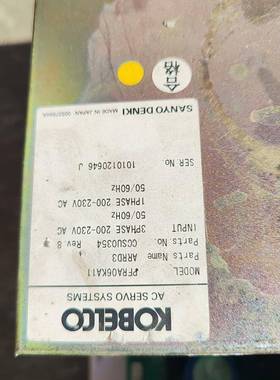 KOBELCO
AC SERVO SYSTEMS
MODEL PFRA06KA11
Parts Name ARRD3
Parts No. CCSU0354 Rev 8
INPUT 3PHASE 200-230V AC
50/60Hz
1PHASE 200-230V AC
50/60Hz
SER No 1010120646 J
SANYO DENKI MADE IN JAPAN
合格